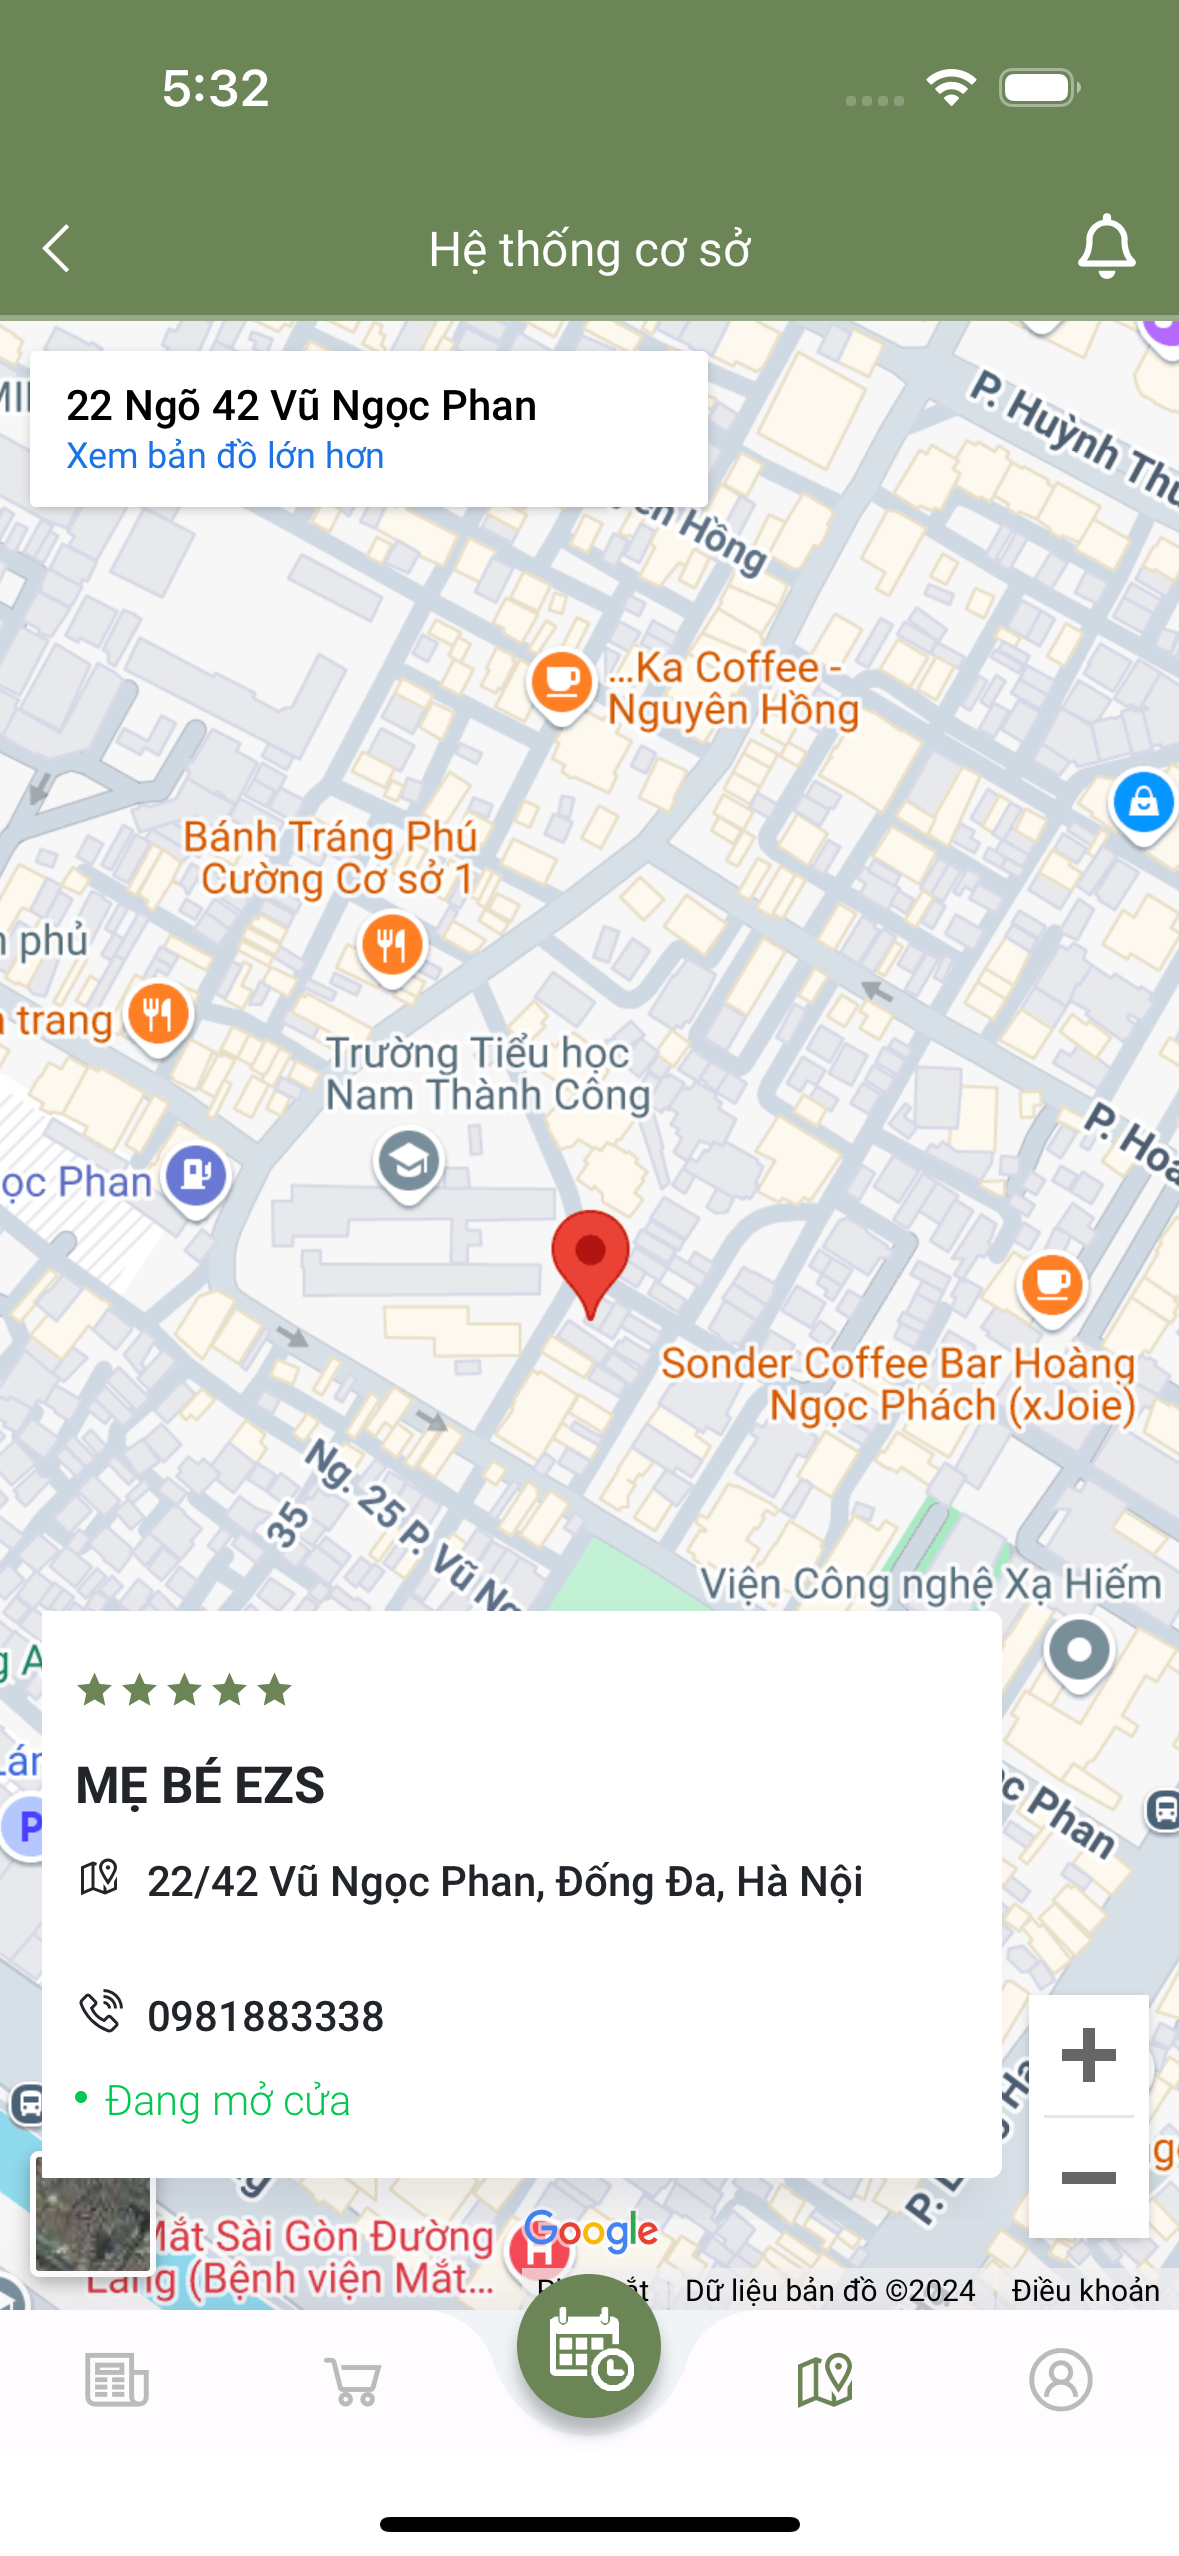 5:32
Hệ thống cơ sở
22 Ngõ 42 Vũ Ngọc Phan
Xem bản đồ lớn hơn
P. Huỳnh
Hồng
...Ka Coffee -
Nguyên Hồng
Bánh Tráng Phú
Cường Cơ sở 1
phủ
trang
Trường Tiểu học
Nam Thành Công
P.
Phan
Sonder Coffee Bar Hoàng
Ngọc Phách (xJoie)
Ng. 25 P. Vũ
35
Viện Công nghệ Xạ Hiếm
★★★★★
MẸ BÉ EZS
Phan
P
22/42 Vũ Ngọc Phan, Đống Đa, Hà Nội
0981883338
• Đang mở cửa
+
−
P.
Mắt Sài Gòn Đường
Láng (Bệnh viện Mắt...
Google
Dữ liệu bản đồ ©2024
Điều khoản